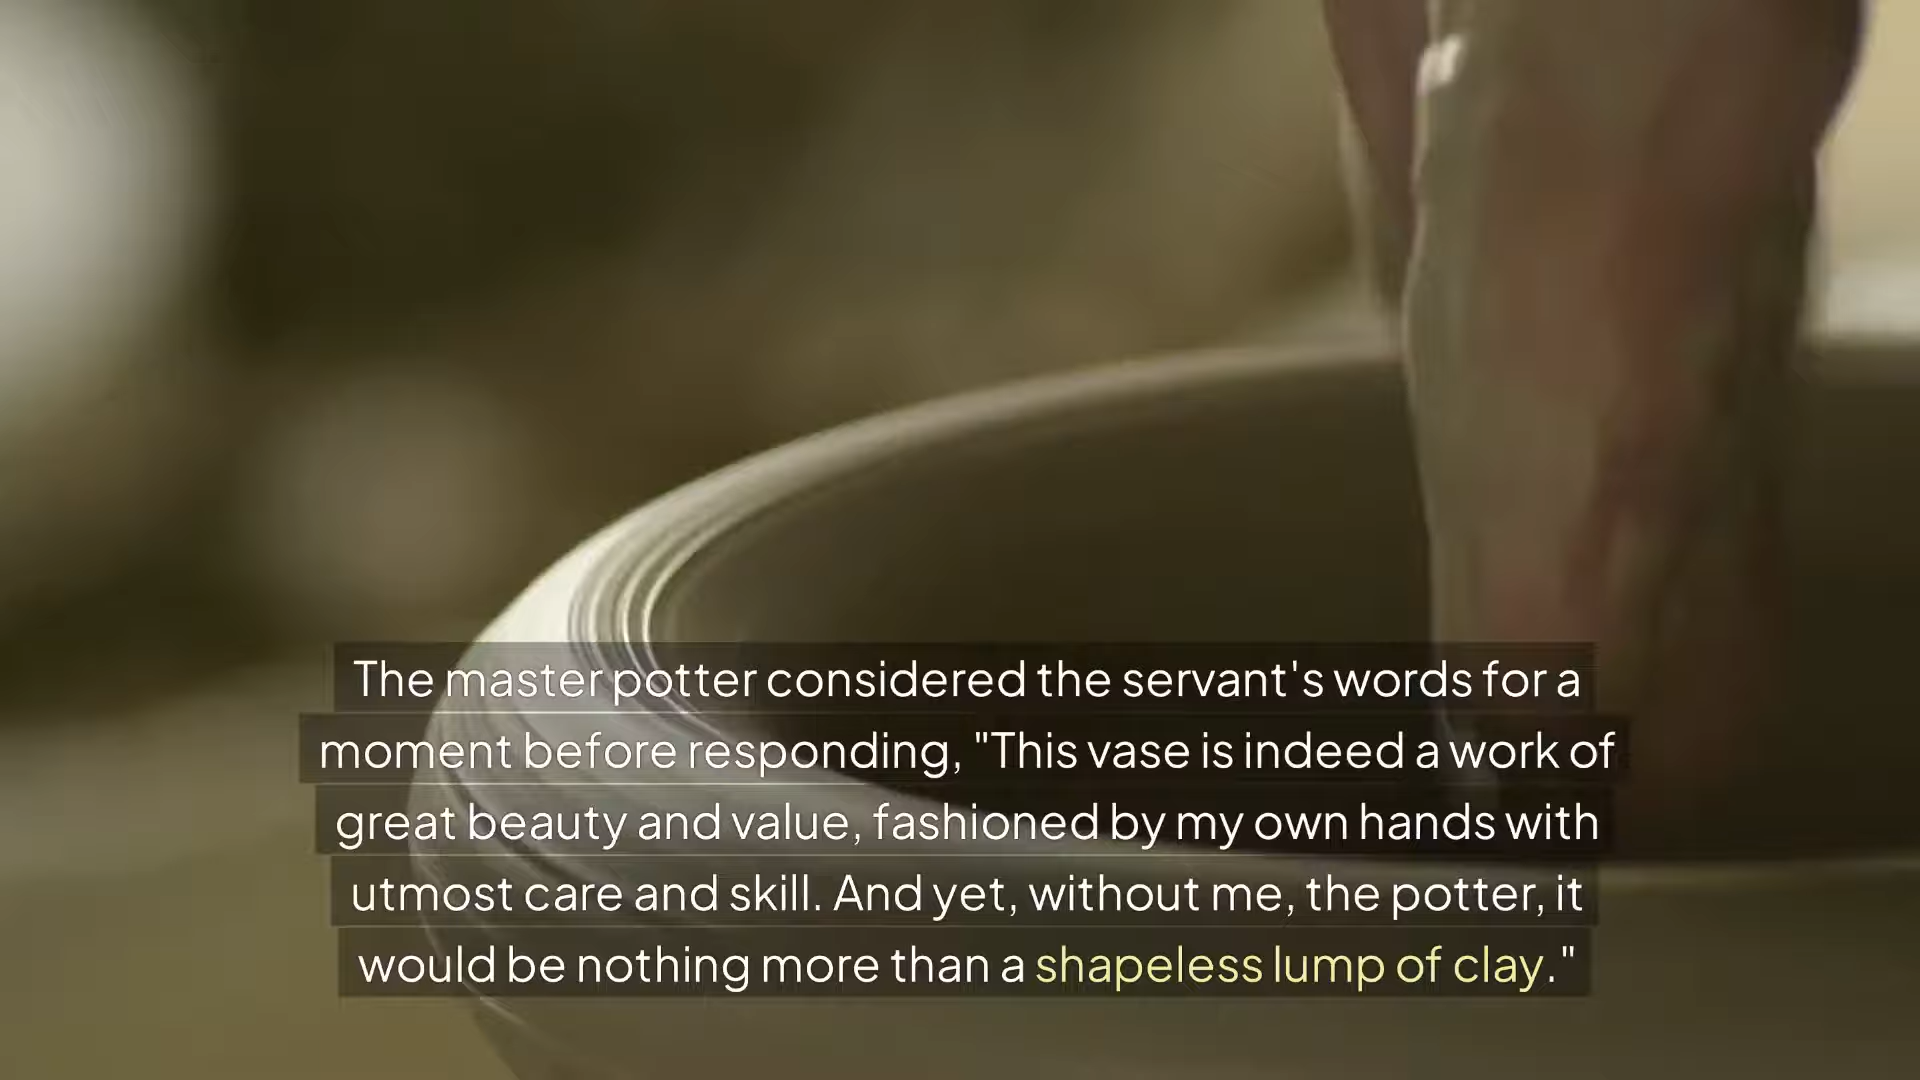 The master potter considered the servant's words for a
moment before responding, "This vase is indeed a work of
great beauty and value, fashioned by my own hands with
utmost care and skill. And yet, without me, the potter, it
would be nothing more than a shapeless lump of clay."